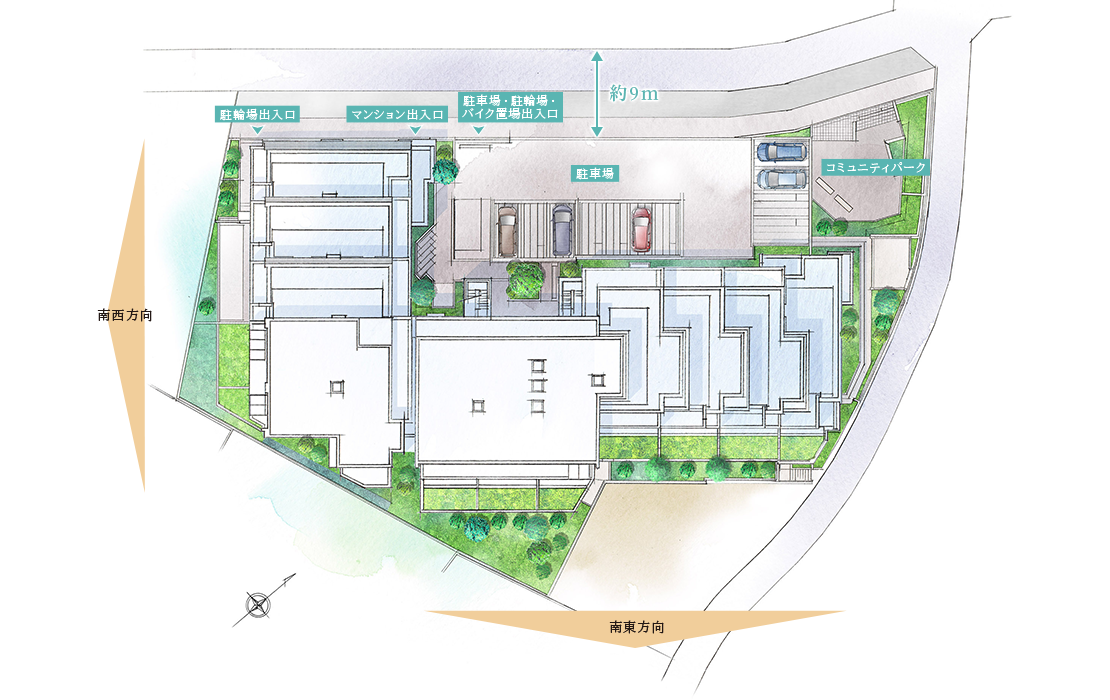 約9m
駐輪場出入口
マンション出入口
駐車場・駐輪場・
バイク置場出入口
駐車場
コミュニティパーク
南西方向
南東方向